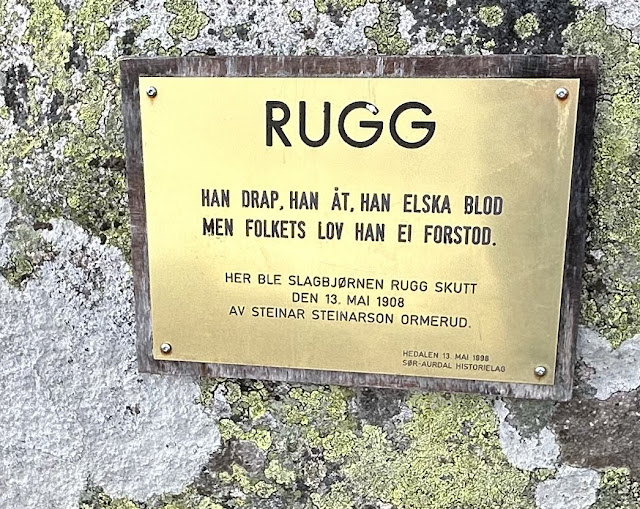 RUGG
HAN DRAP, HAN ÅT, HAN ELSKA BLOD
MEN FOLKETS LOV HAN EI FORSTOD.
HER BLE SLAGBJØRNEN RUGG SKUTT
DEN 13. MAI 1908
AV STEINAR STEINARSON ORMERUD.
HEDALEN 13. MAI 1998
SØR-AURDAL HISTORIELAG